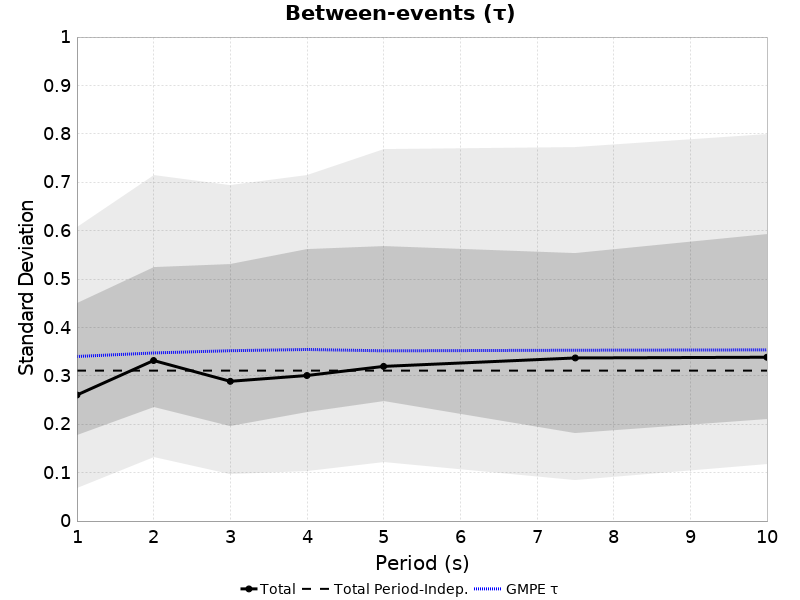 Between-events (τ)
Standard Deviation
1
0.9
0.8
0.7
0.6
0.5
0.4
0.3
0.2
0.1
0
1 2 3 4 5 6 7 8 9 10
Period (s)
Total Total Period-Indep. GMPE τ